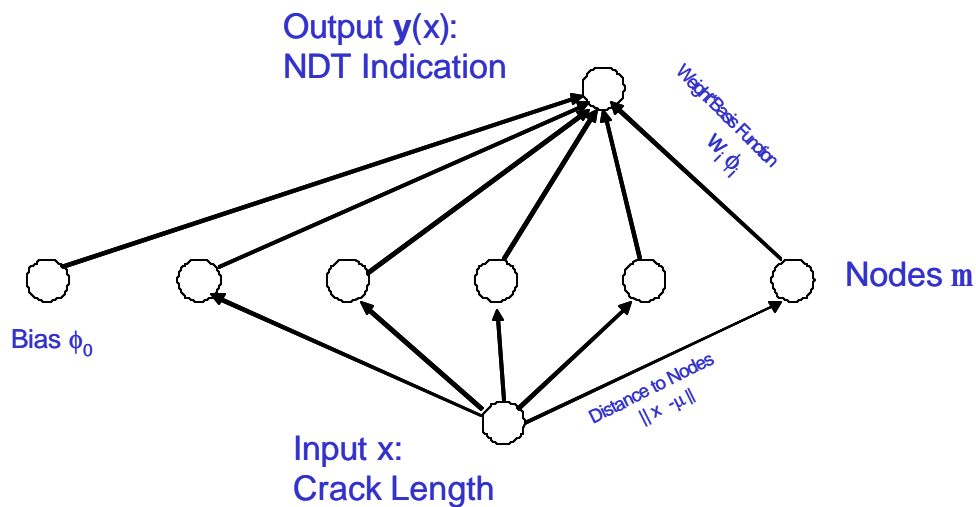 Output y(x):
NDT Indication
Weight*Basis Function
W_i ϕ_i
Nodes m
Bias ϕ_0
Distance to Nodes
|| x -µ ||
Input x:
Crack Length